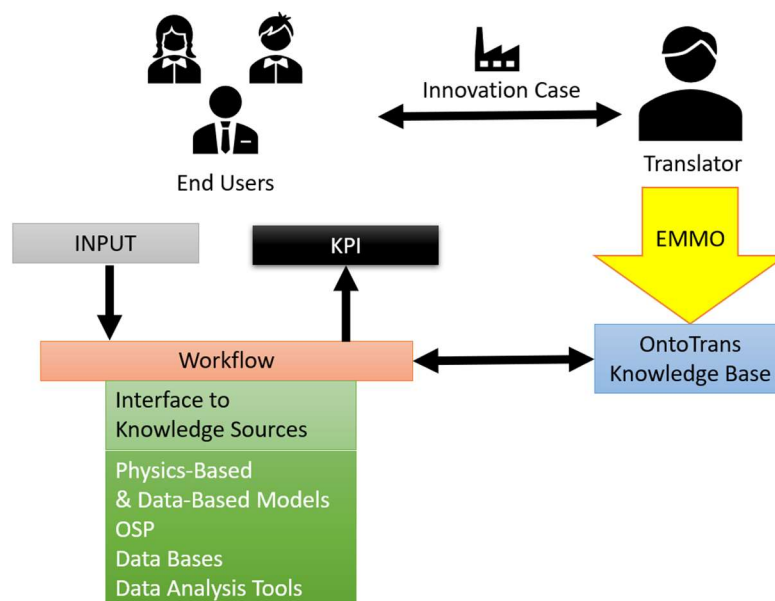 Innovation Case
End Users
Translator
EMMO
INPUT
KPI
Workflow
OntoTrans
Knowledge Base
Interface to
Knowledge Sources
Physics-Based
& Data-Based Models
OSP
Data Bases
Data Analysis Tools